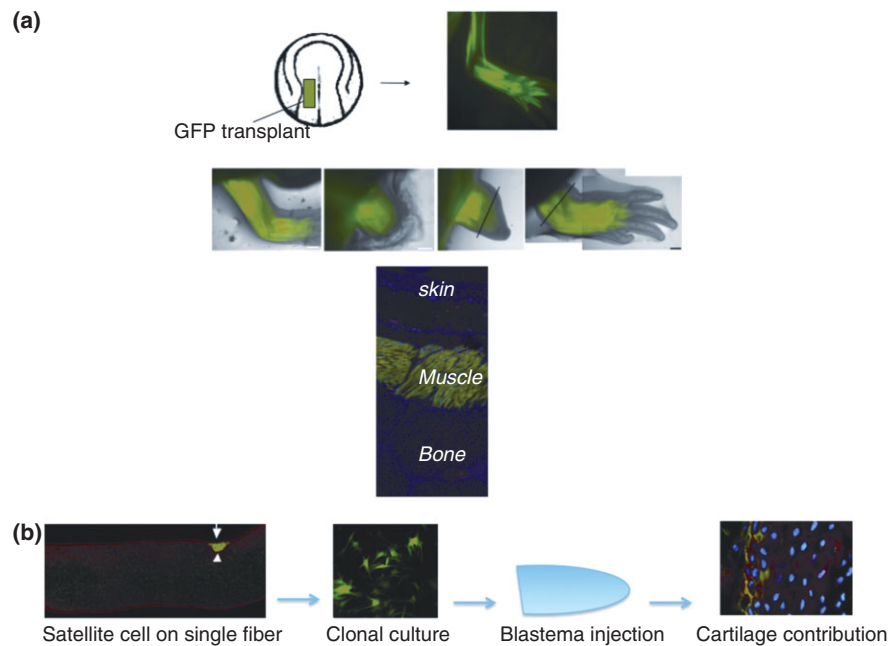 (a)
GFP transplant
skin
Muscle
Bone
(b)
Satellite cell on single fiber
Clonal culture
Blastema injection
Cartilage contribution